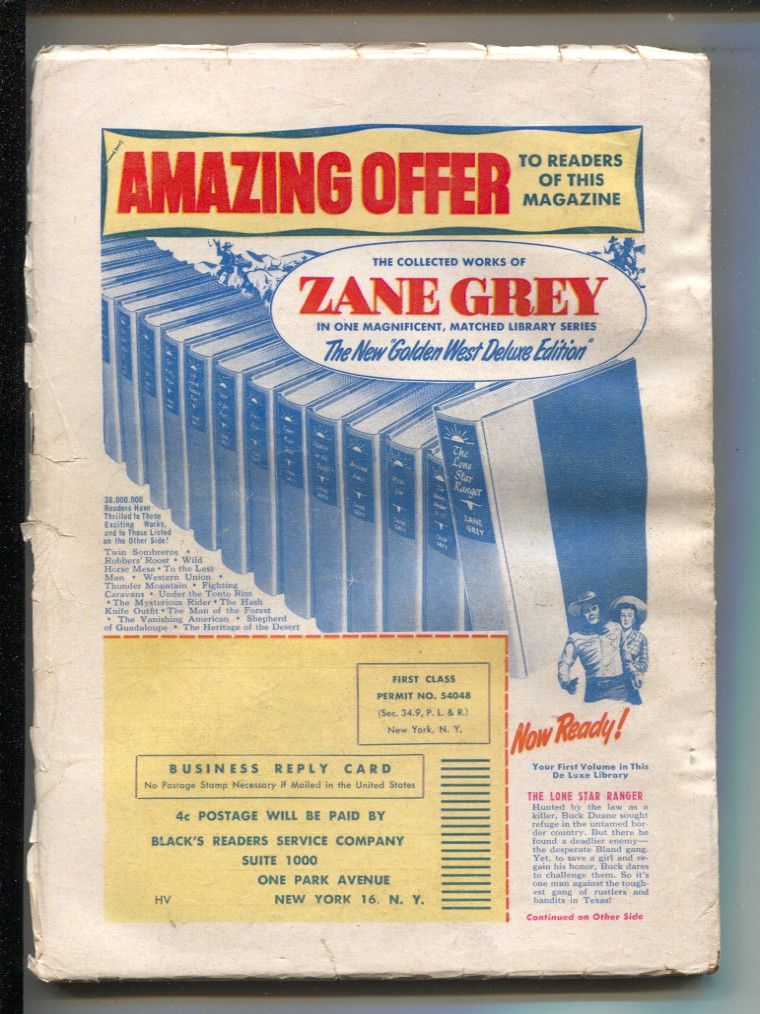 AMAZING OFFER
TO READERS
OF THIS
MAGAZINE
THE COLLECTED WORKS OF
ZANE GREY
IN ONE MAGNIFICENT, MATCHED LIBRARY SERIES
The New "Golden West Deluxe Edition"
The
Lone
Star
Ranger
ZANE
GREY
28,000,000
Readers Have
Thrilled to These
Exciting Works,
and to Those Listed
on the Other Side!
Twin Sombreros •
Robbers' Roost • Wild
Horse Mesa • To the Last
Man • Western Union •
Thunder Mountain • Fighting
Caravans • Under the Tonto Rim
• The Mysterious Rider • The Hash
Knife Outfit • The Man of the Forest
• The Vanishing American • Shepherd
of Guadaloupe • The Heritage of the Desert
FIRST CLASS
PERMIT NO. 54048
(Sec. 34.9, P. L. & R.)
New York, N. Y.
BUSINESS REPLY CARD
No Postage Stamp Necessary if Mailed in the United States
4c POSTAGE WILL BE PAID BY
BLACK'S READERS SERVICE COMPANY
SUITE 1000
ONE PARK AVENUE
HV NEW YORK 16, N. Y.
Now Ready!
Your First Volume in This
De Luxe Library
THE LONE STAR RANGER
Hunted by the law as a
killer, Buck Duane sought
refuge in the untamed bor-
der country. But there he
found a deadlier enemy—
the desperate Bland gang.
Yet, to save a girl and re-
gain his honor, Buck dares
to challenge them. So it's
one man against the tough-
est gang of rustlers and
bandits in Texas!
Continued on Other Side